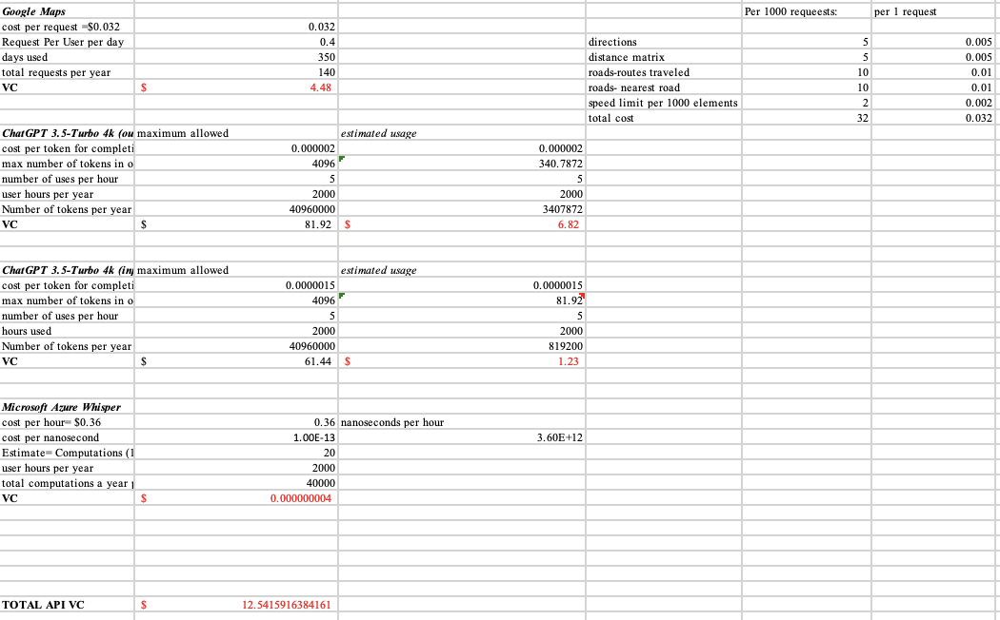 Google Maps Per 1000 requeests: per 1 request
cost per request =$0.032 0.032
Request Per User per day 0.4 directions 5 0.005
days used 350 distance matrix 5 0.005
total requests per year 140 roads-routes traveled 10 0.01
VC $ 4.48 roads- nearest road 10 0.01
speed limit per 1000 elements 2 0.002
total cost 32 0.032
ChatGPT 3.5-Turbo 4k (ou maximum allowed estimated usage
cost per token for completi 0.000002 0.000002
max number of tokens in o 4096 340.7872
number of uses per hour 5 5
user hours per year 2000 2000
Number of tokens per year 40960000 3407872
VC $ 81.92 $ 6.82
ChatGPT 3.5-Turbo 4k (in maximum allowed estimated usage
cost per token for completi 0.0000015 0.0000015
max number of tokens in o 4096 81.92
number of uses per hour 5 5
hours used 2000 2000
Number of tokens per year 40960000 819200
VC $ 61.44 $ 1.23
Microsoft Azure Whisper
cost per hour= $0.36 0.36 nanoseconds per hour
cost per nanosecond 1.00E-13 3.60E+12
Estimate= Computations (1 20
user hours per year 2000
total computations a year 40000
VC $ 0.000000004
TOTAL API VC $ 12.5415916384161